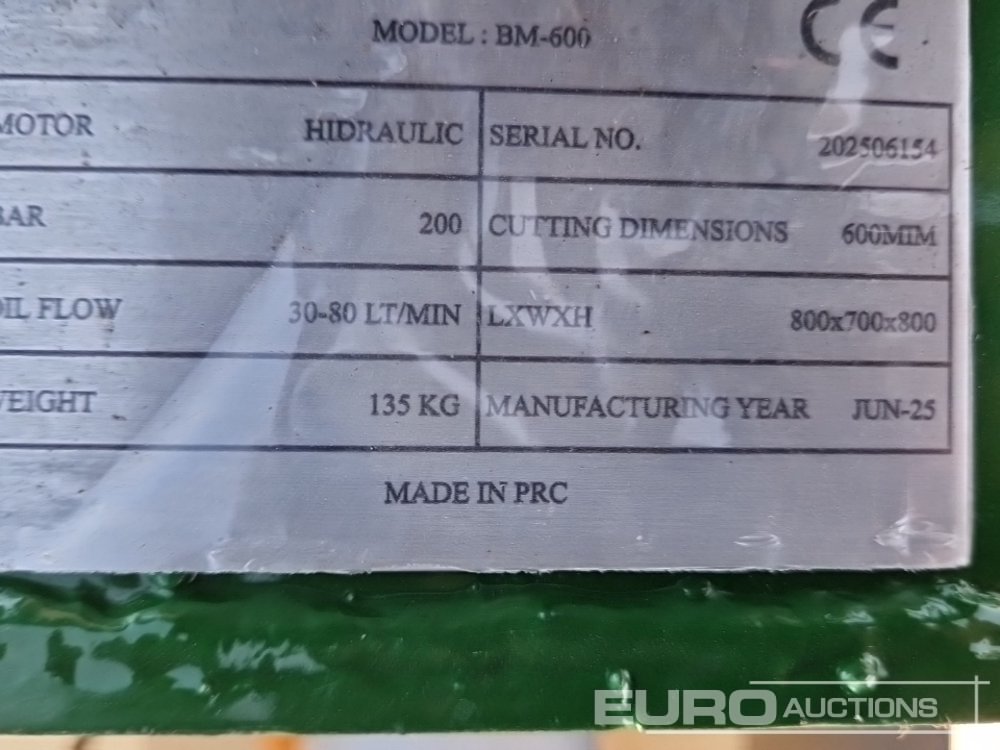 MODEL : BM-600
CE
MOTOR HIDRAULIC SERIAL NO. 202506154
BAR 200 CUTTING DIMENSIONS 600MIM
OIL FLOW 30-80 LT/MIN LXWXH 800x700x800
WEIGHT 135 KG MANUFACTURING YEAR JUN-25
MADE IN PRC
EURO AUCTIONS